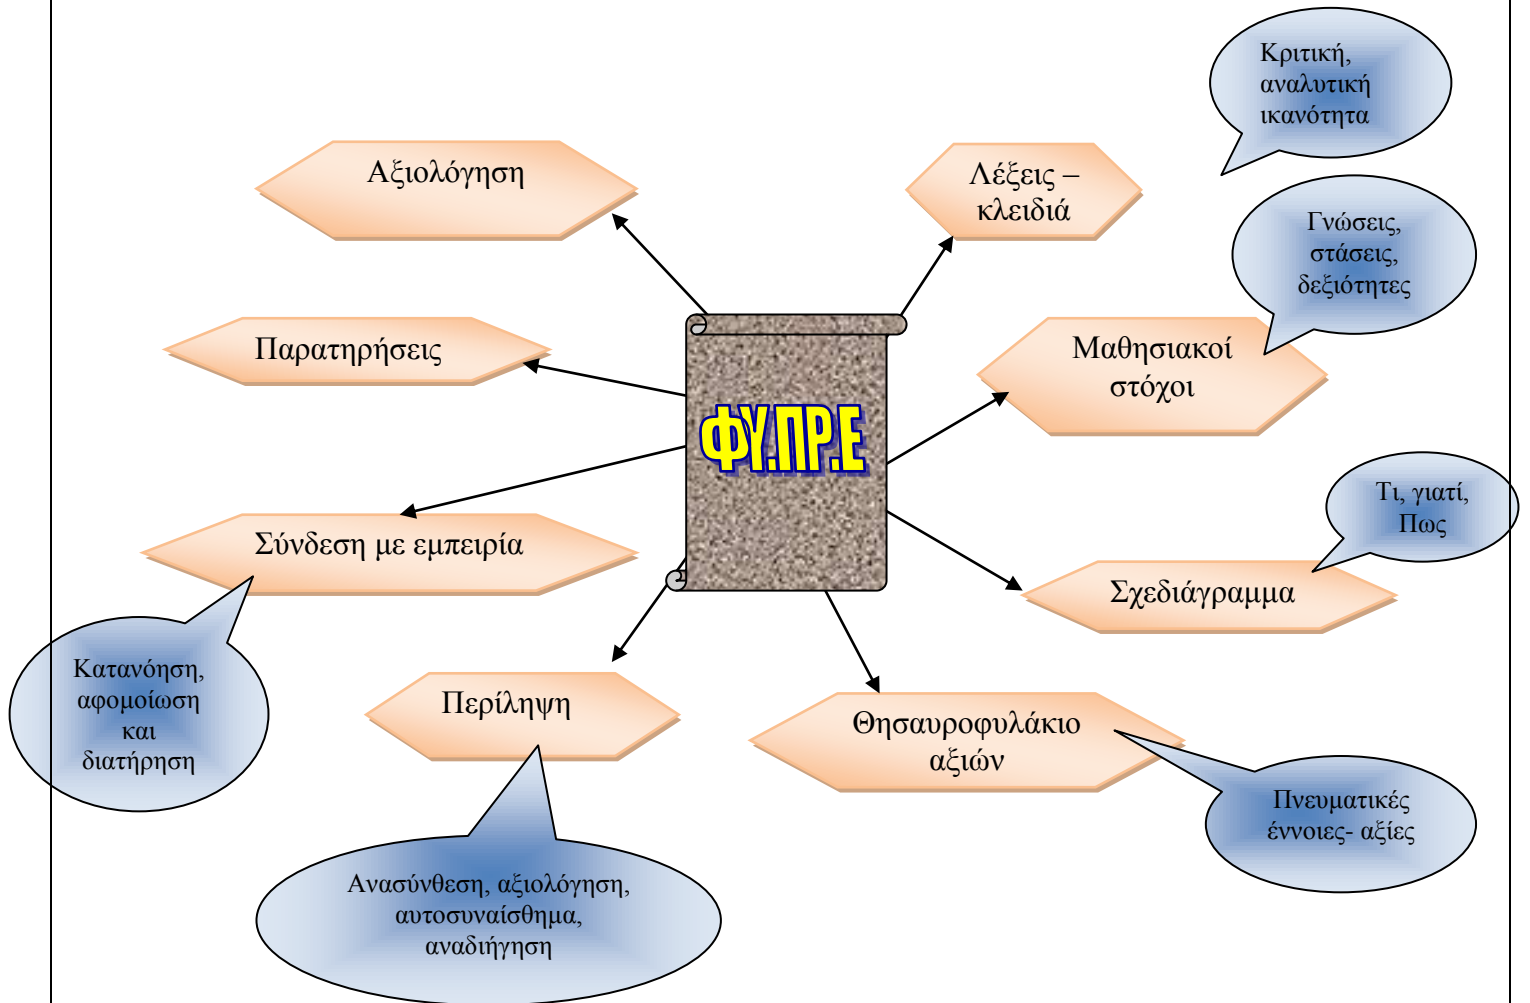 Κριτική,
αναλυτική
ικανότητα
Αξιολόγηση
Λέξεις –
κλειδιά
Γνώσεις,
στάσεις,
δεξιότητες
Παρατηρήσεις
Μαθησιακοί
στόχοι
ΦΥ.ΠΡ.Ε
Τι, γιατί,
Πως
Σύνδεση με εμπειρία
Σχεδιάγραμμα
Κατανόηση,
αφομοίωση
και
διατήρηση
Περίληψη
Θησαυροφυλάκιο
αξιών
Πνευματικές
έννοιες- αξίες
Ανασύνθεση, αξιολόγηση,
αυτοσυναίσθημα,
αναδιήγηση